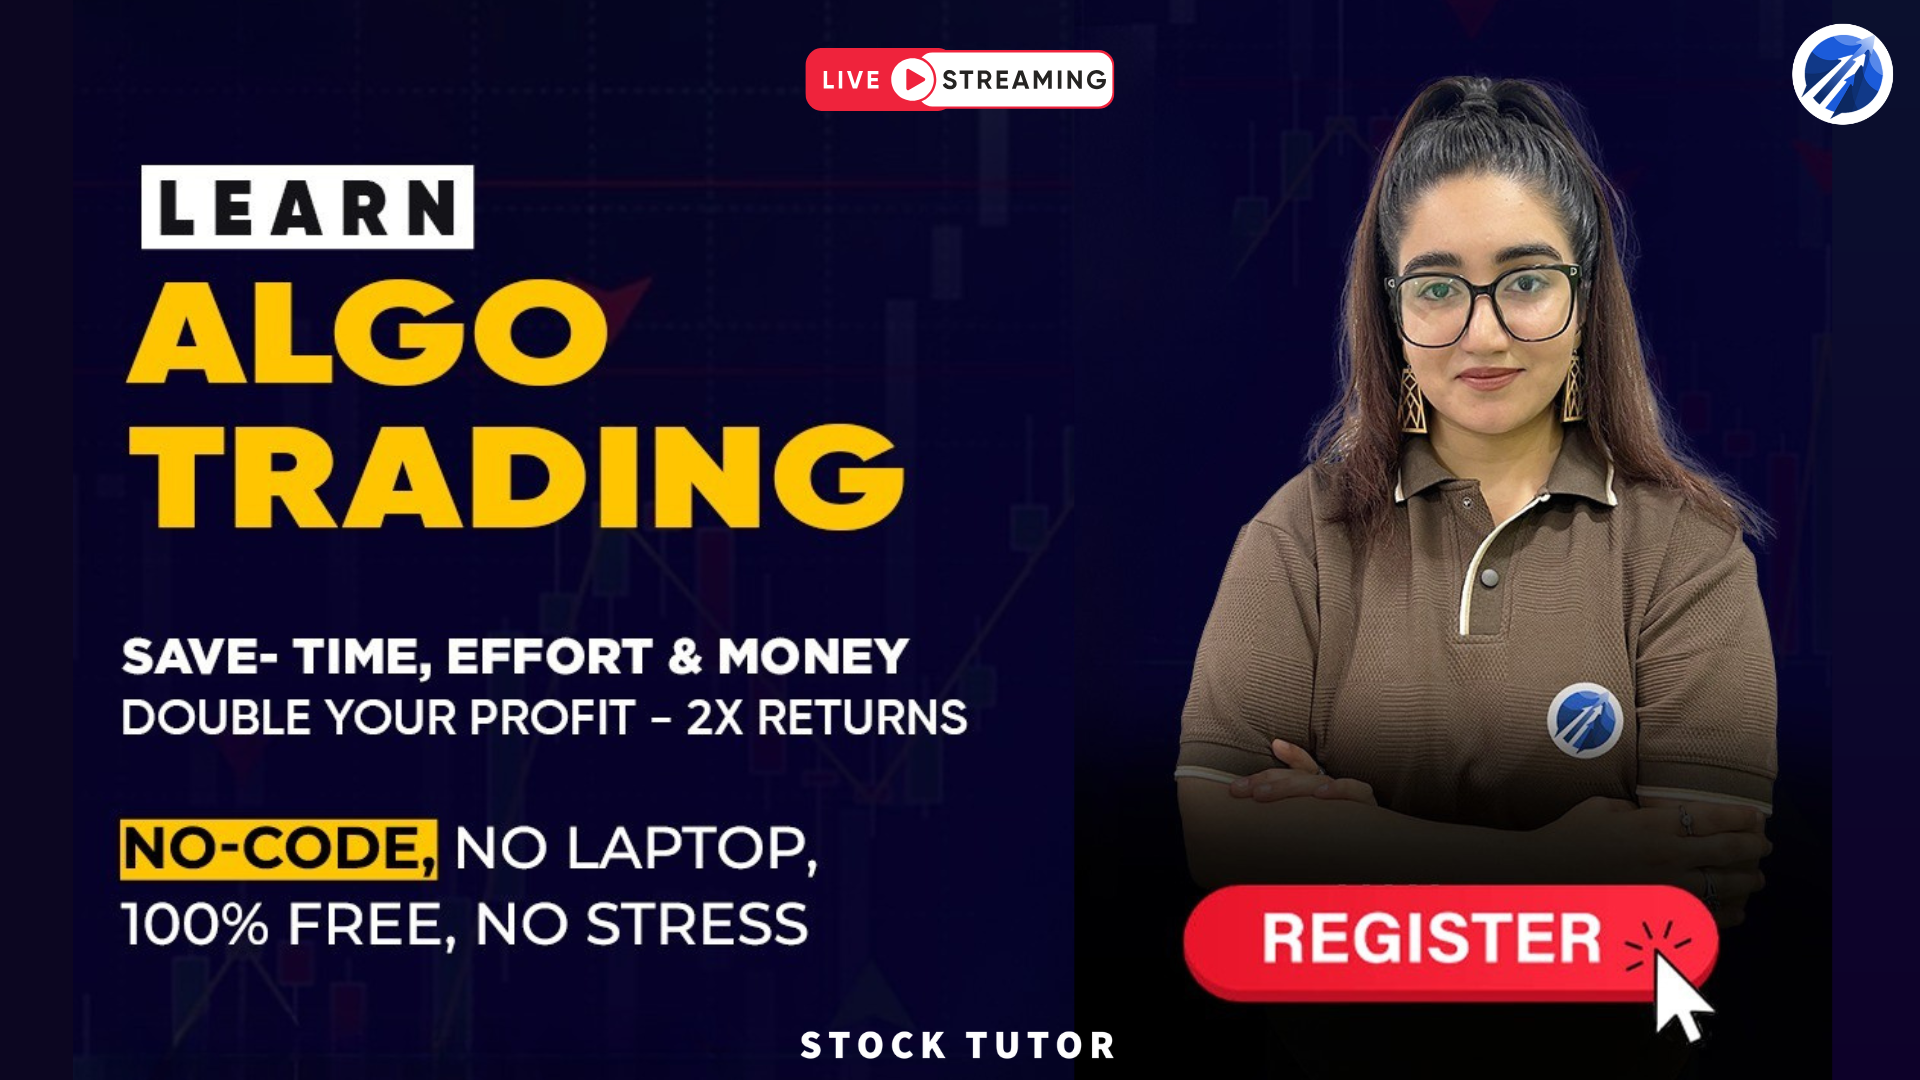 LIVE STREAMING
LEARN
ALGO
TRADING
SAVE- TIME, EFFORT & MONEY
DOUBLE YOUR PROFIT – 2X RETURNS
NO-CODE, NO LAPTOP,
100% FREE, NO STRESS
REGISTER
STOCK TUTOR